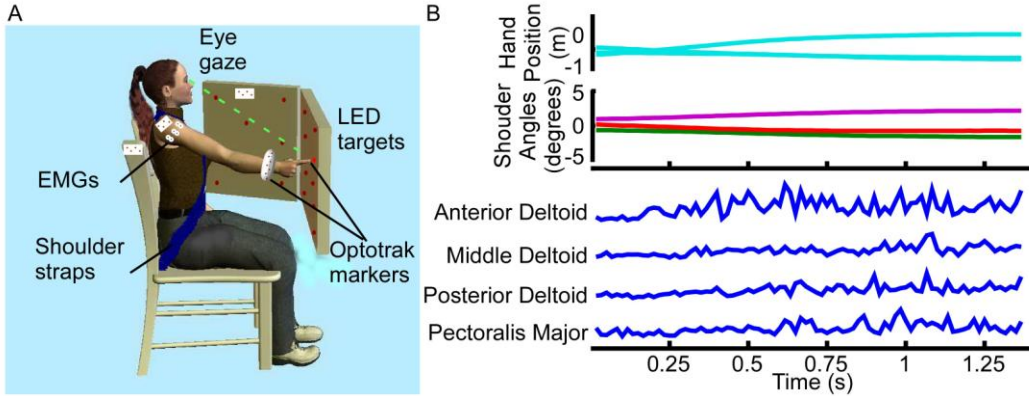 A
Eye
gaze
LED
targets
EMGs
Shoulder
straps
Optotrak
markers
B
Hand
Position
(m)
0
-1
Shouder
Angles
(degrees)
5
0
-5
Anterior Deltoid
Middle Deltoid
Posterior Deltoid
Pectoralis Major
0.25 0.5 0.75 1 1.25
Time (s)